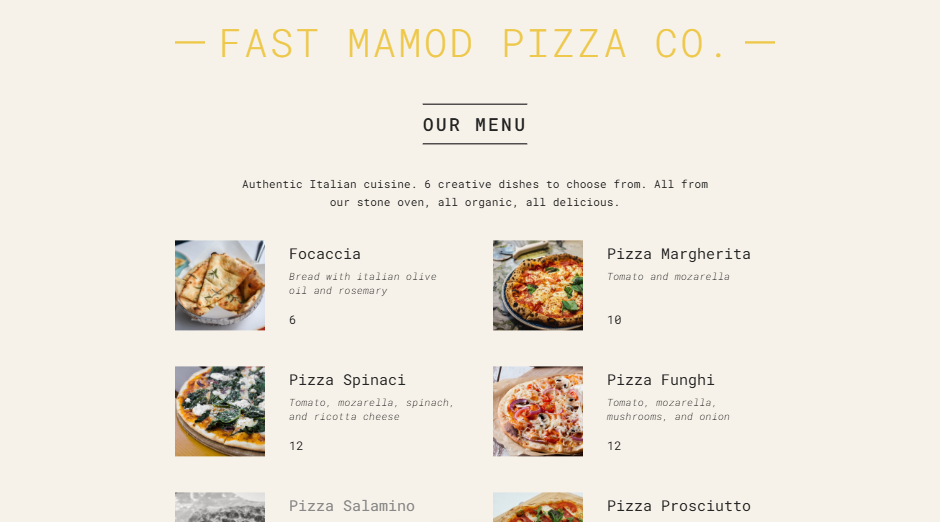 — FAST MAMOD PIZZA CO. —
OUR MENU
Authentic Italian cuisine. 6 creative dishes to choose from. All from
our stone oven, all organic, all delicious.
Focaccia
Bread with italian olive
oil and rosemary
6
Pizza Margherita
Tomato and mozarella
10
Pizza Spinaci
Tomato, mozarella, spinach,
and ricotta cheese
12
Pizza Funghi
Tomato, mozarella,
mushrooms, and onion
12
Pizza Salamino
Pizza Prosciutto